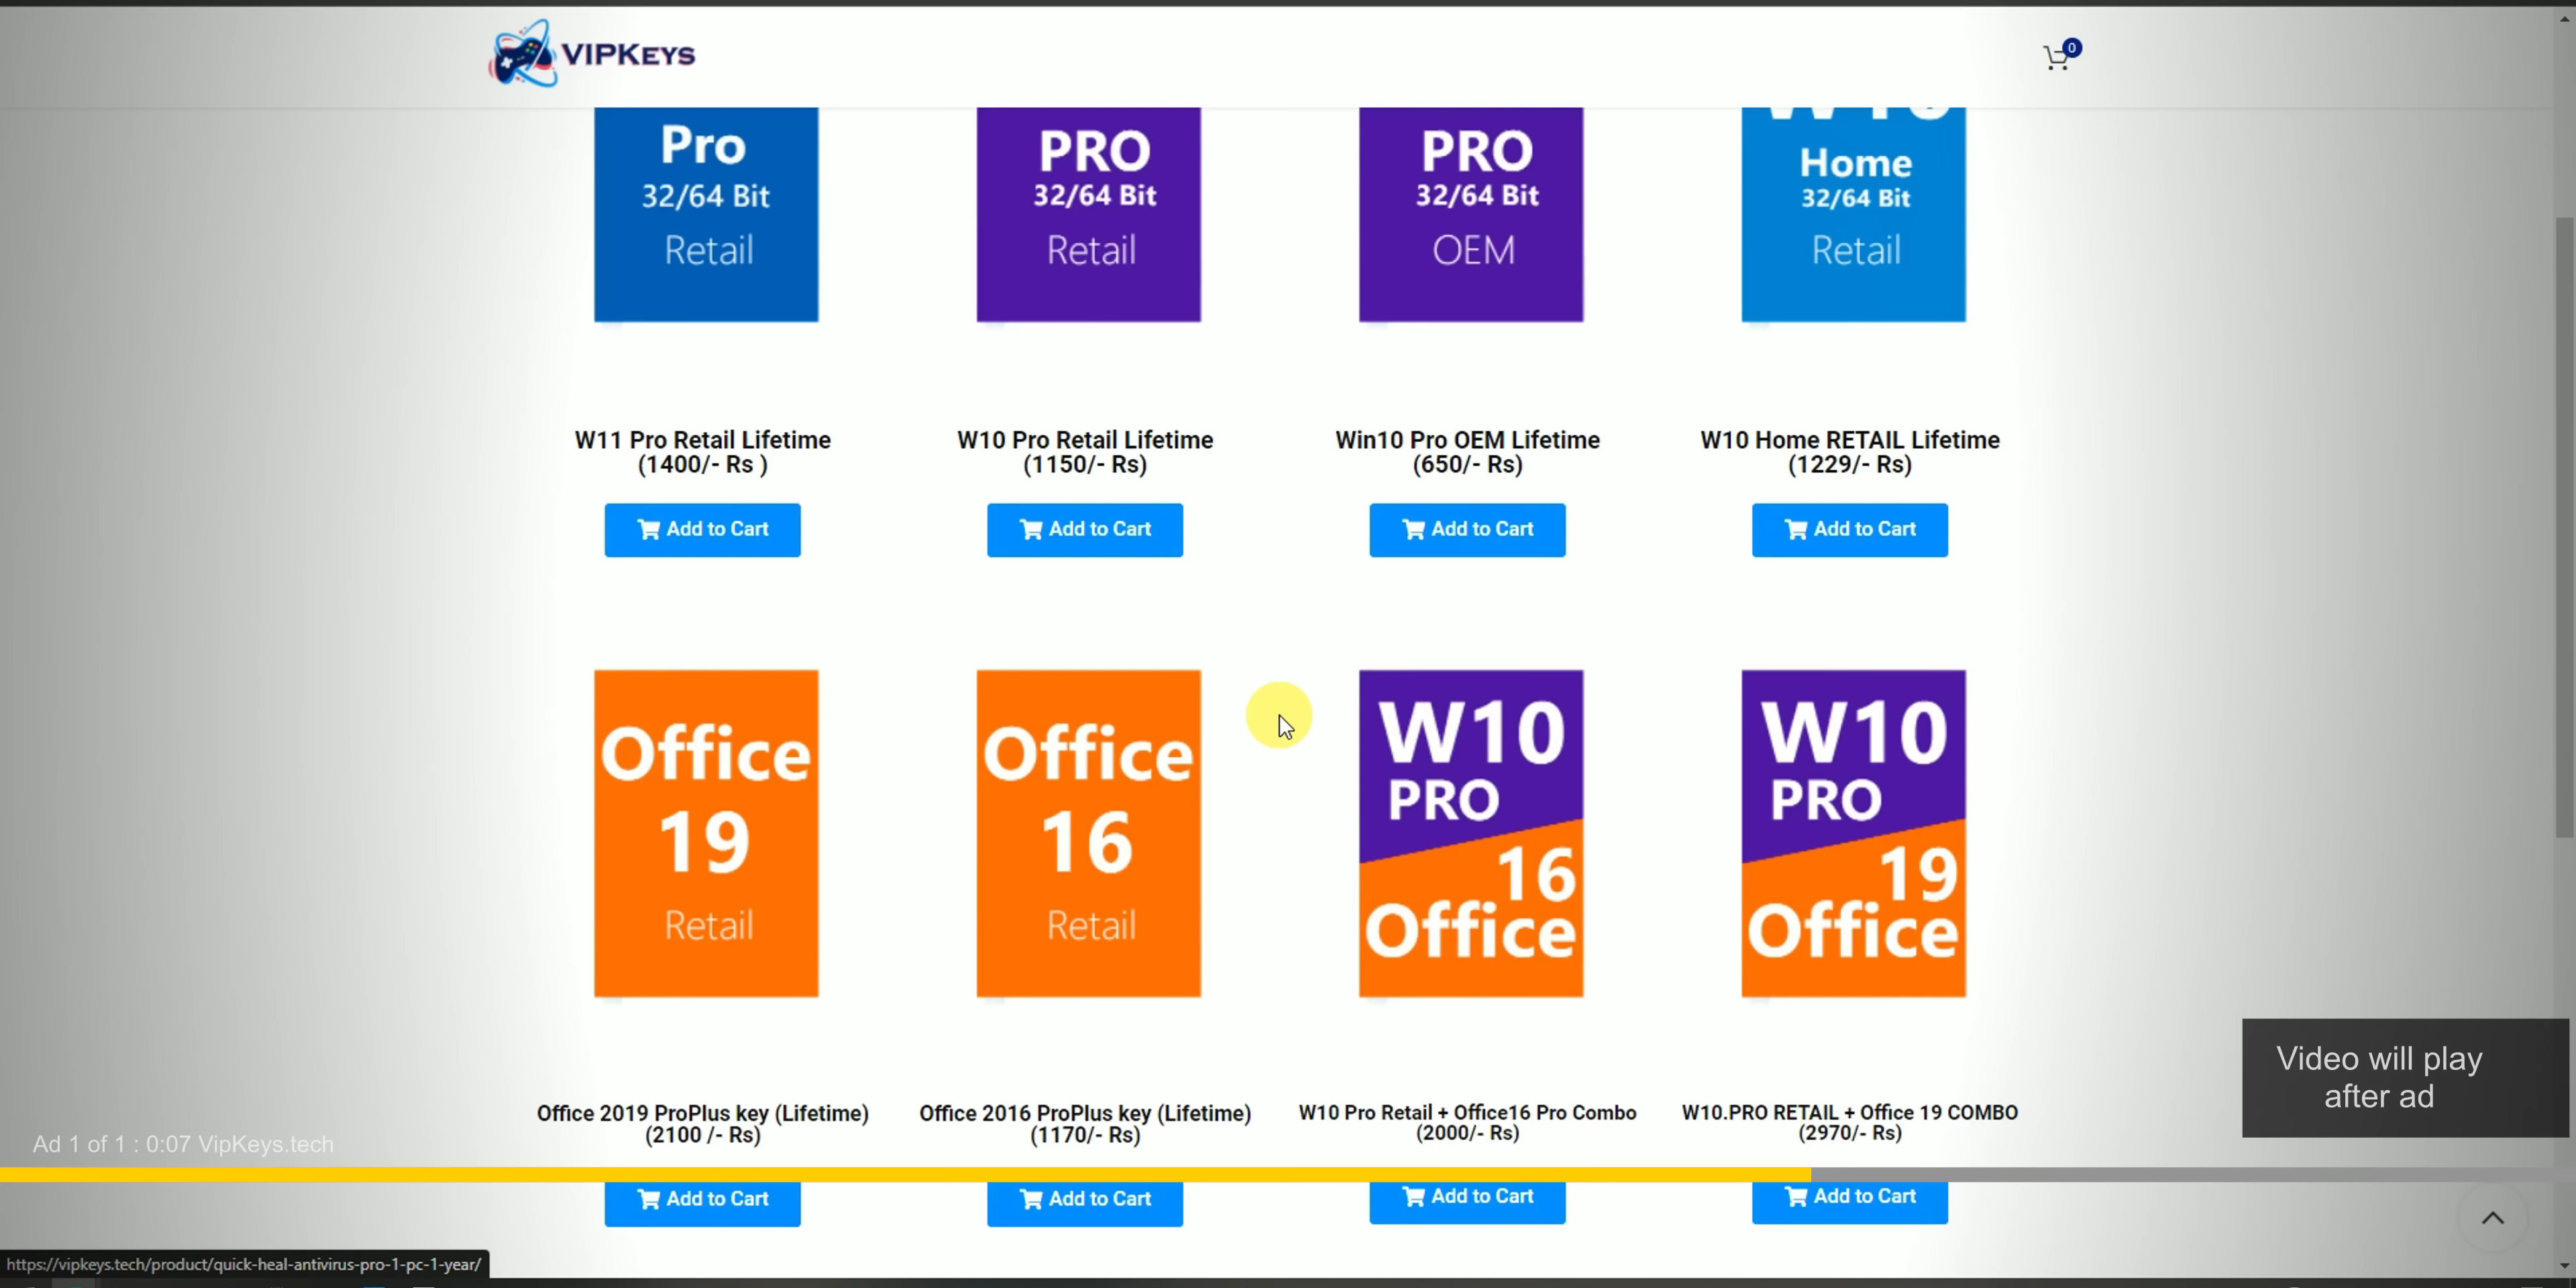 VIPKEYS
0
Pro
32/64 Bit
Retail
PRO
32/64 Bit
Retail
PRO
32/64 Bit
OEM
Home
32/64 Bit
Retail
W11 Pro Retail Lifetime
(1400/- Rs )
W10 Pro Retail Lifetime
(1150/- Rs)
Win10 Pro OEM Lifetime
(650/- Rs)
W10 Home RETAIL Lifetime
(1229/- Rs)
Add to Cart
Add to Cart
Add to Cart
Add to Cart
Office
19
Retail
Office
16
Retail
W10
PRO
16
Office
W10
PRO
19
Office
Office 2019 ProPlus key (Lifetime)
(2100 /- Rs)
Office 2016 ProPlus key (Lifetime)
(1170/- Rs)
W10 Pro Retail + Office16 Pro Combo
(2000/- Rs)
W10.PRO RETAIL + Office 19 COMBO
(2970/- Rs)
Video will play
after ad
Ad 1 of 1 : 0:07 VipKeys.tech
Add to Cart
Add to Cart
Add to Cart
Add to Cart
https://vipkeys.tech/product/quick-heal-antivirus-pro-1-pc-1-year/